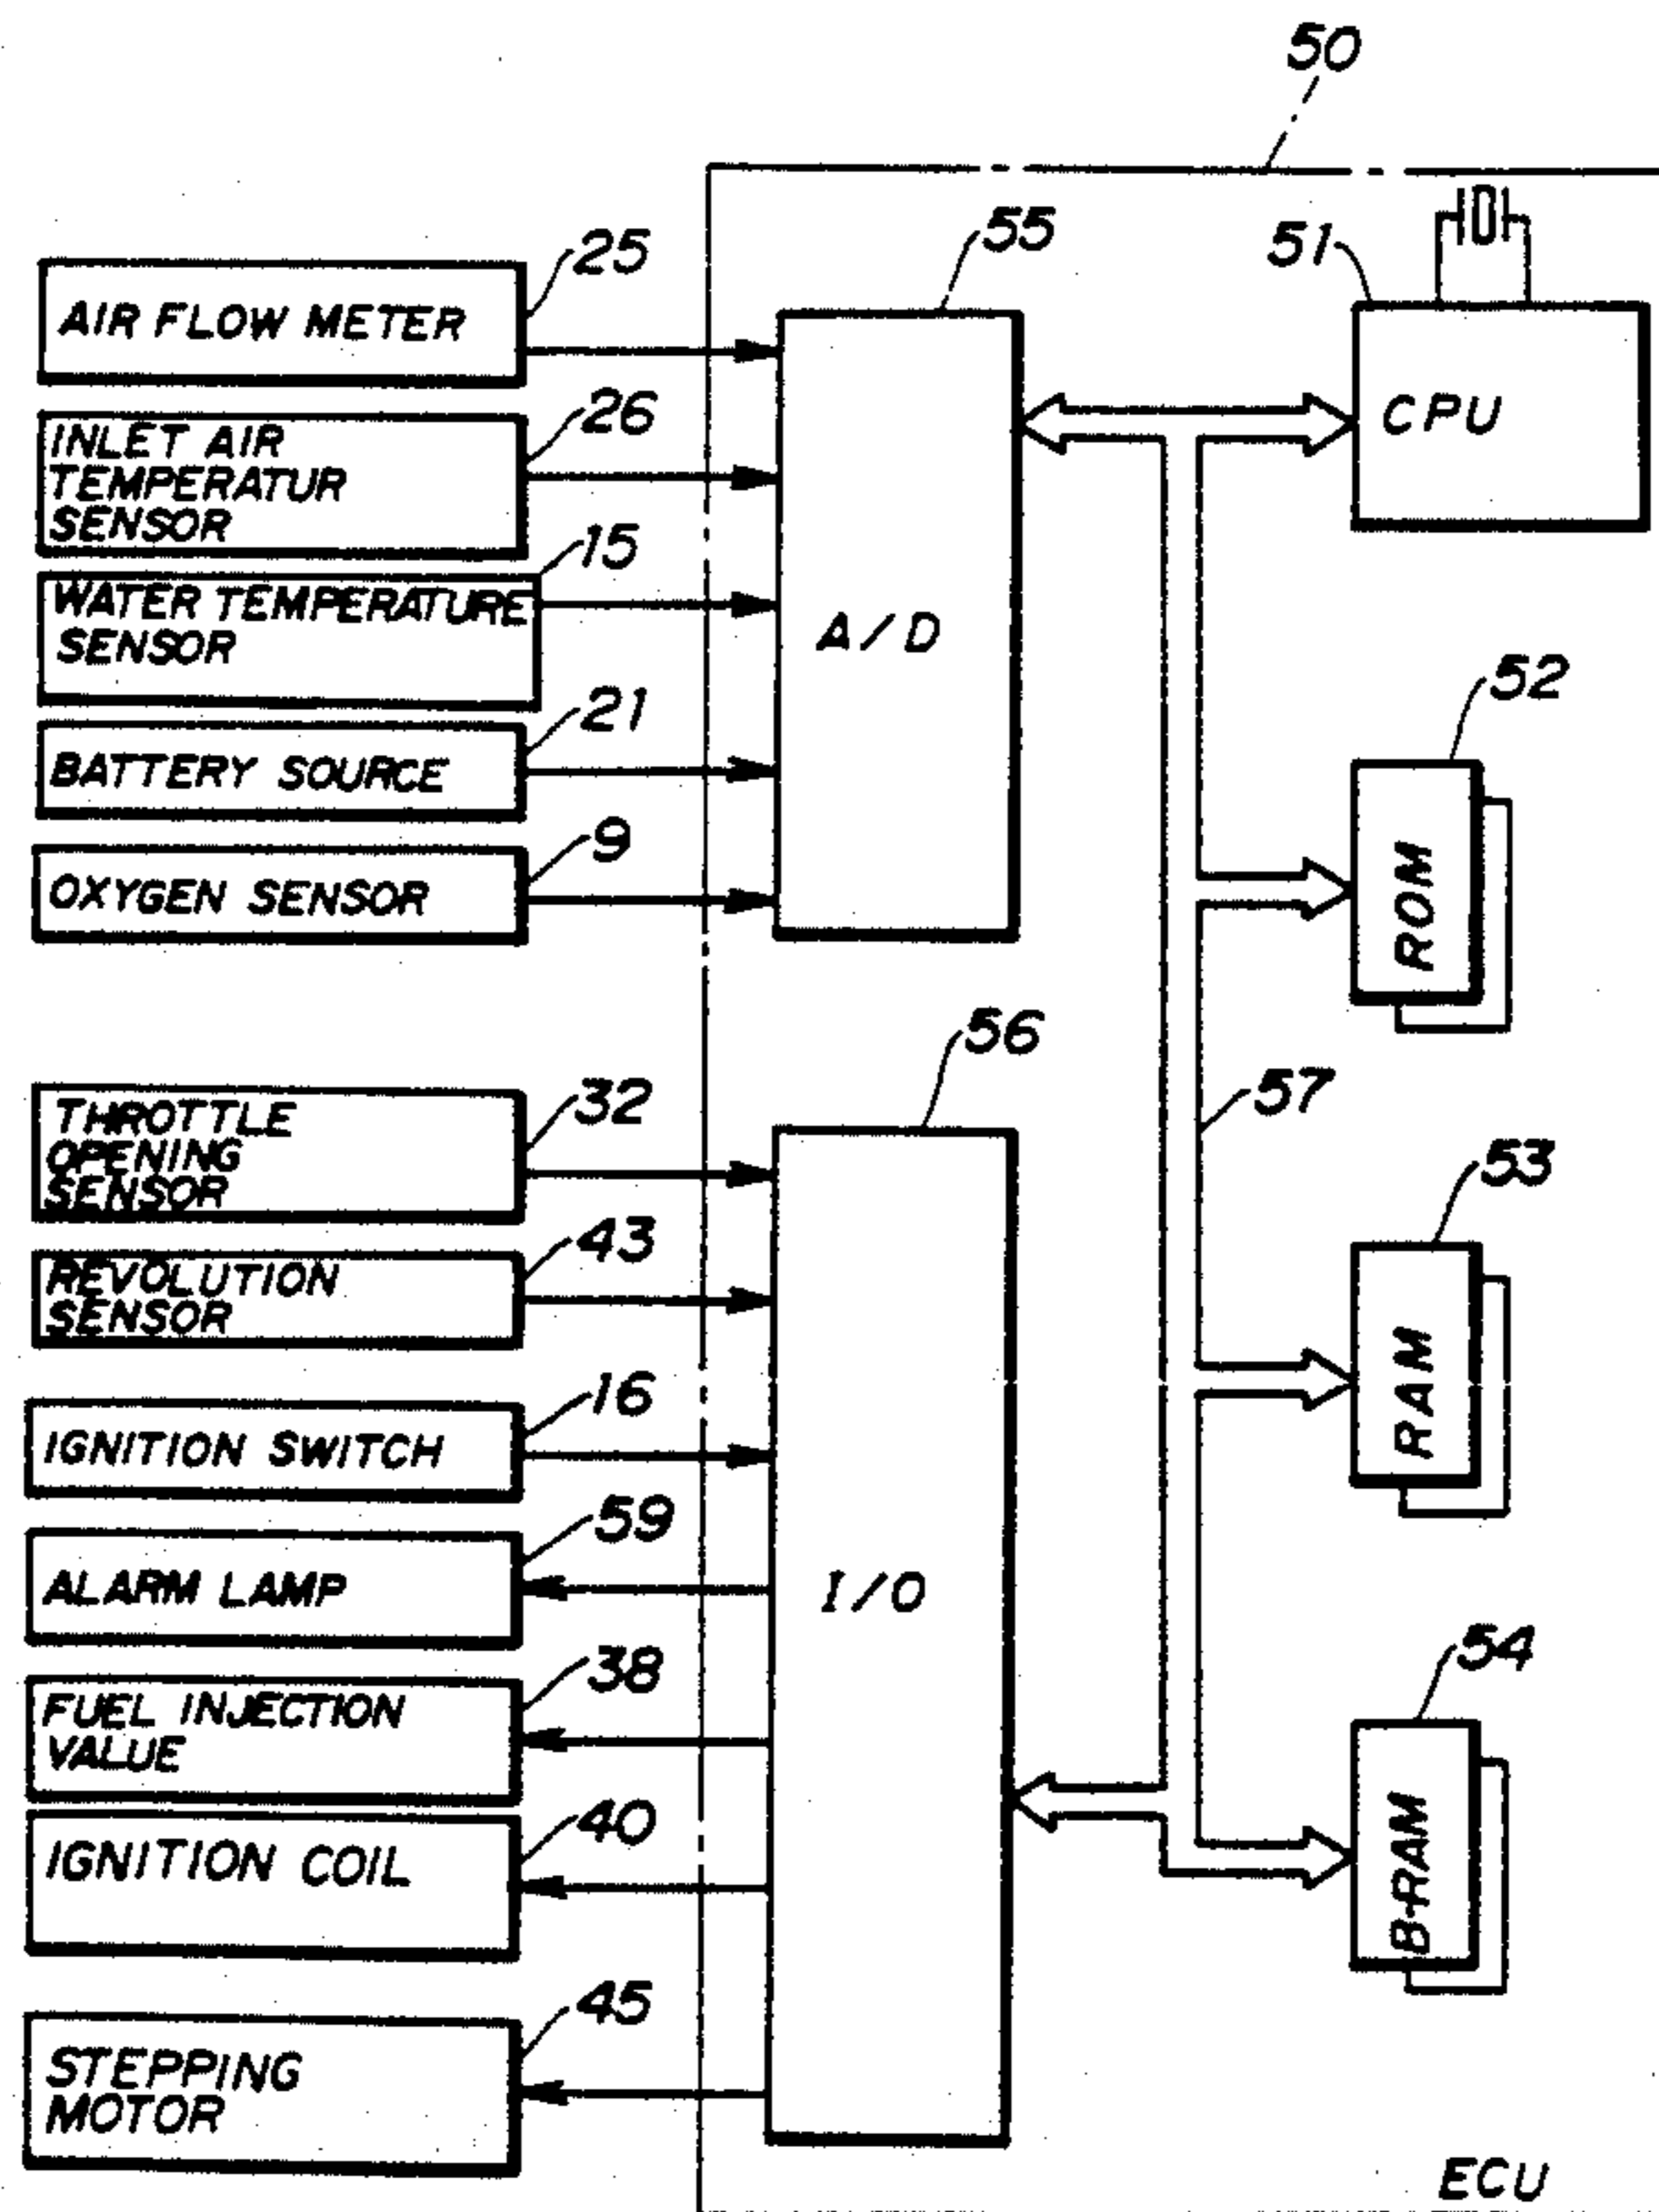 50
55
51
25
AIR FLOW METER
CPU
26
INLET AIR
TEMPERATUR
SENSOR
15
WATER TEMPERATURE
SENSOR
A/D
21
BATTERY SOURCE
52
ROM
9
OXYGEN SENSOR
56
57
32
THROTTLE
OPENING
SENSOR
53
RAM
43
REVOLUTION
SENSOR
16
IGNITION SWITCH
59
ALARM LAMP
I/O
38
FUEL INJECTION
VALUE
54
B-RAM
40
IGNITION COIL
45
STEPPING
MOTOR
ECU